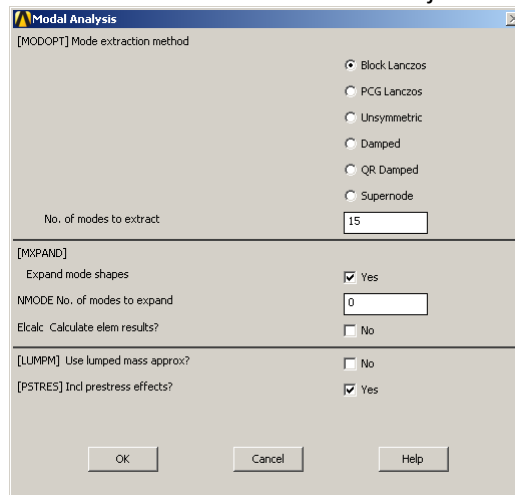 Modal Analysis
[MODOPT] Mode extraction method
Block Lanczos
PCG Lanczos
Unsymmetric
Damped
QR Damped
Supernode
No. of modes to extract 15
[MXPAND]
Expand mode shapes Yes
NMODE No. of modes to expand 0
Elcalc Calculate elem results? No
[LUMPM] Use lumped mass approx? No
[PSTRES] Incl prestress effects? Yes
OK Cancel Help